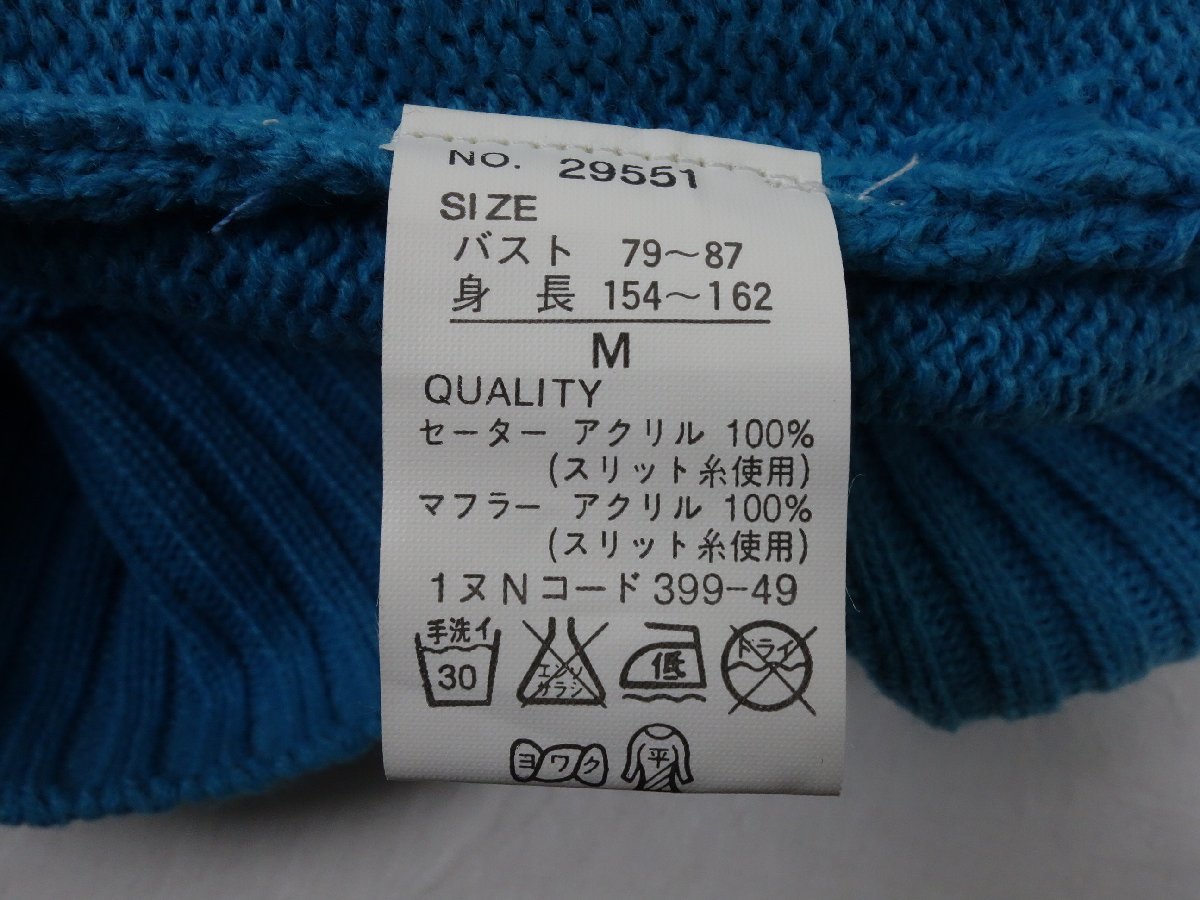 NO. 29551
SIZE
バスト 79～87
身 長 154～162
M
QUALITY
セーター アクリル 100%
(スリット糸使用)
マフラー アクリル 100%
(スリット糸使用)
1ヌNコード399-49
手洗イ
30
エンソ
サラシ
低
ドライ
ヨワク
平